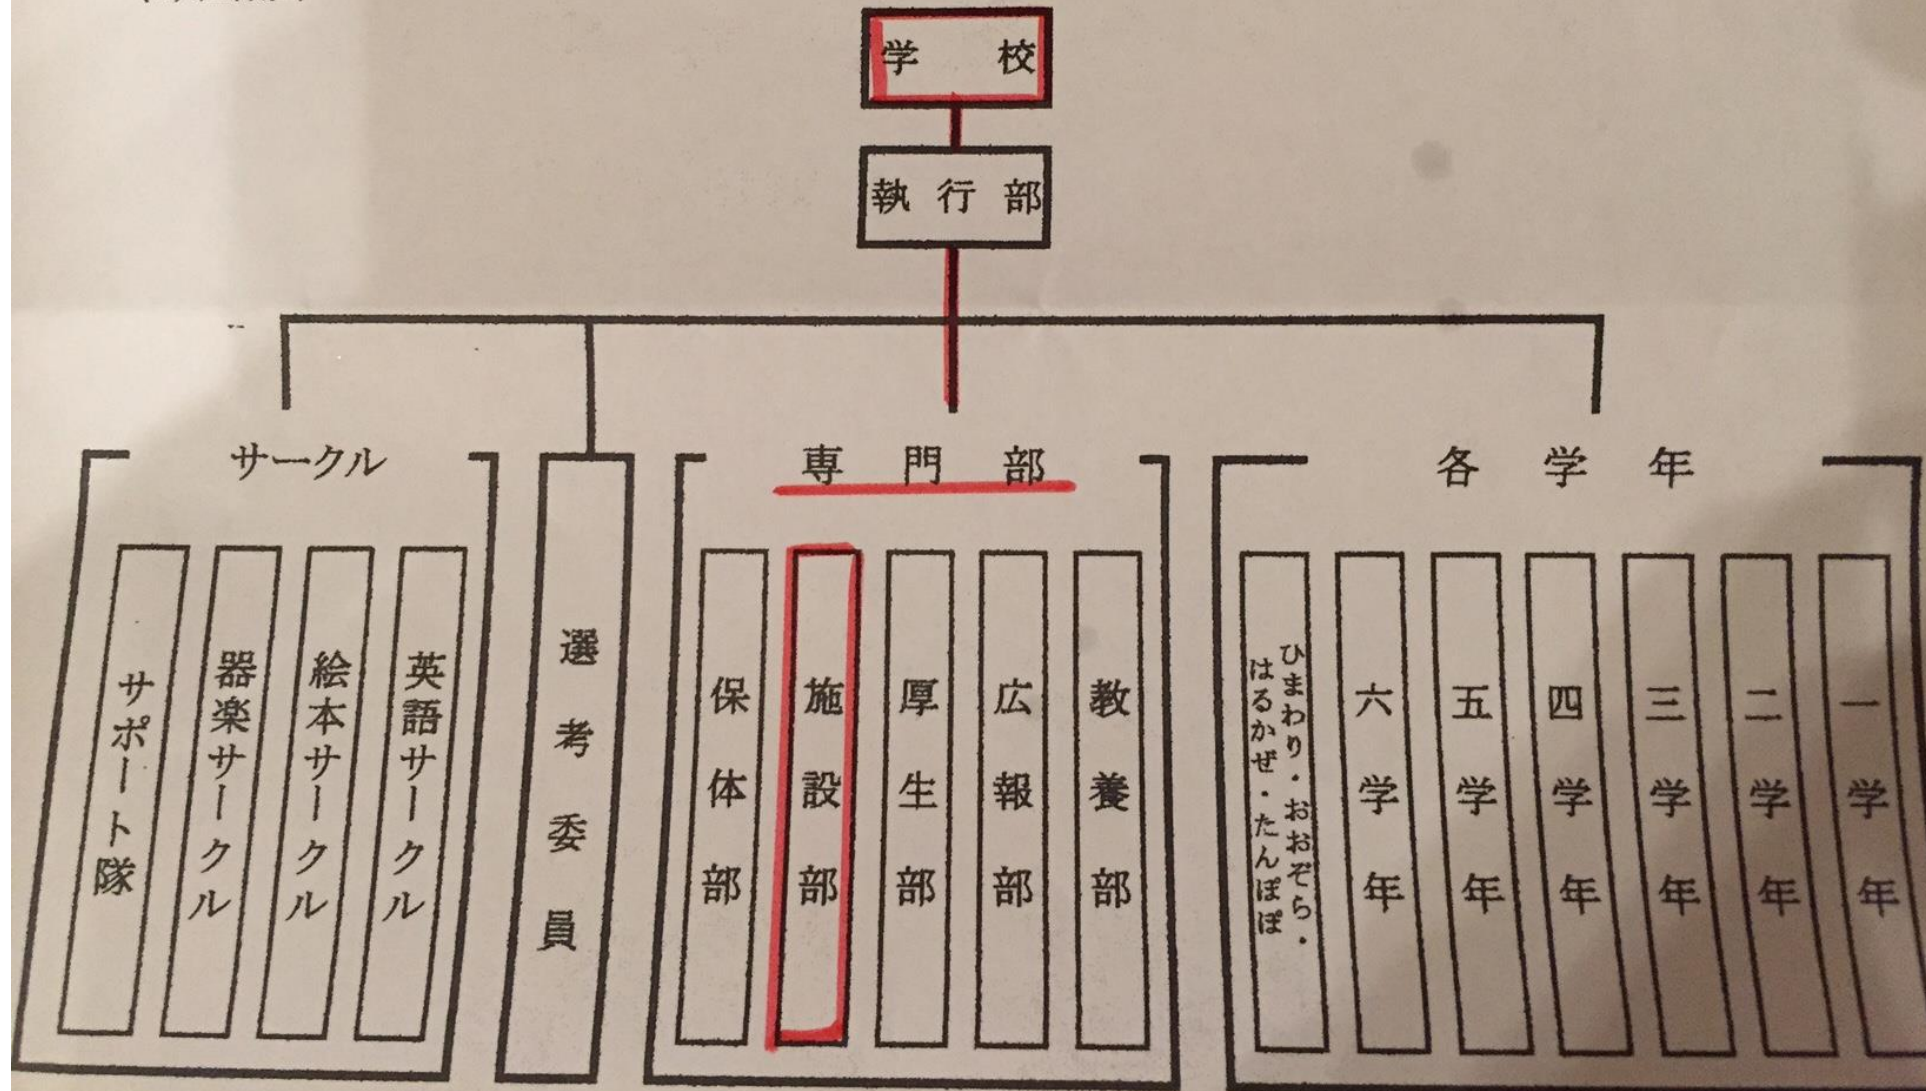 学校
執行部
サークル
選考委員
専門部
各学年
サポート隊
器楽サークル
絵本サークル
英語サークル
保体部
施設部
厚生部
広報部
教養部
ひまわり・おおぞら・
はるかぜ・たんぽぽ
六学年
五学年
四学年
三学年
二学年
一学年